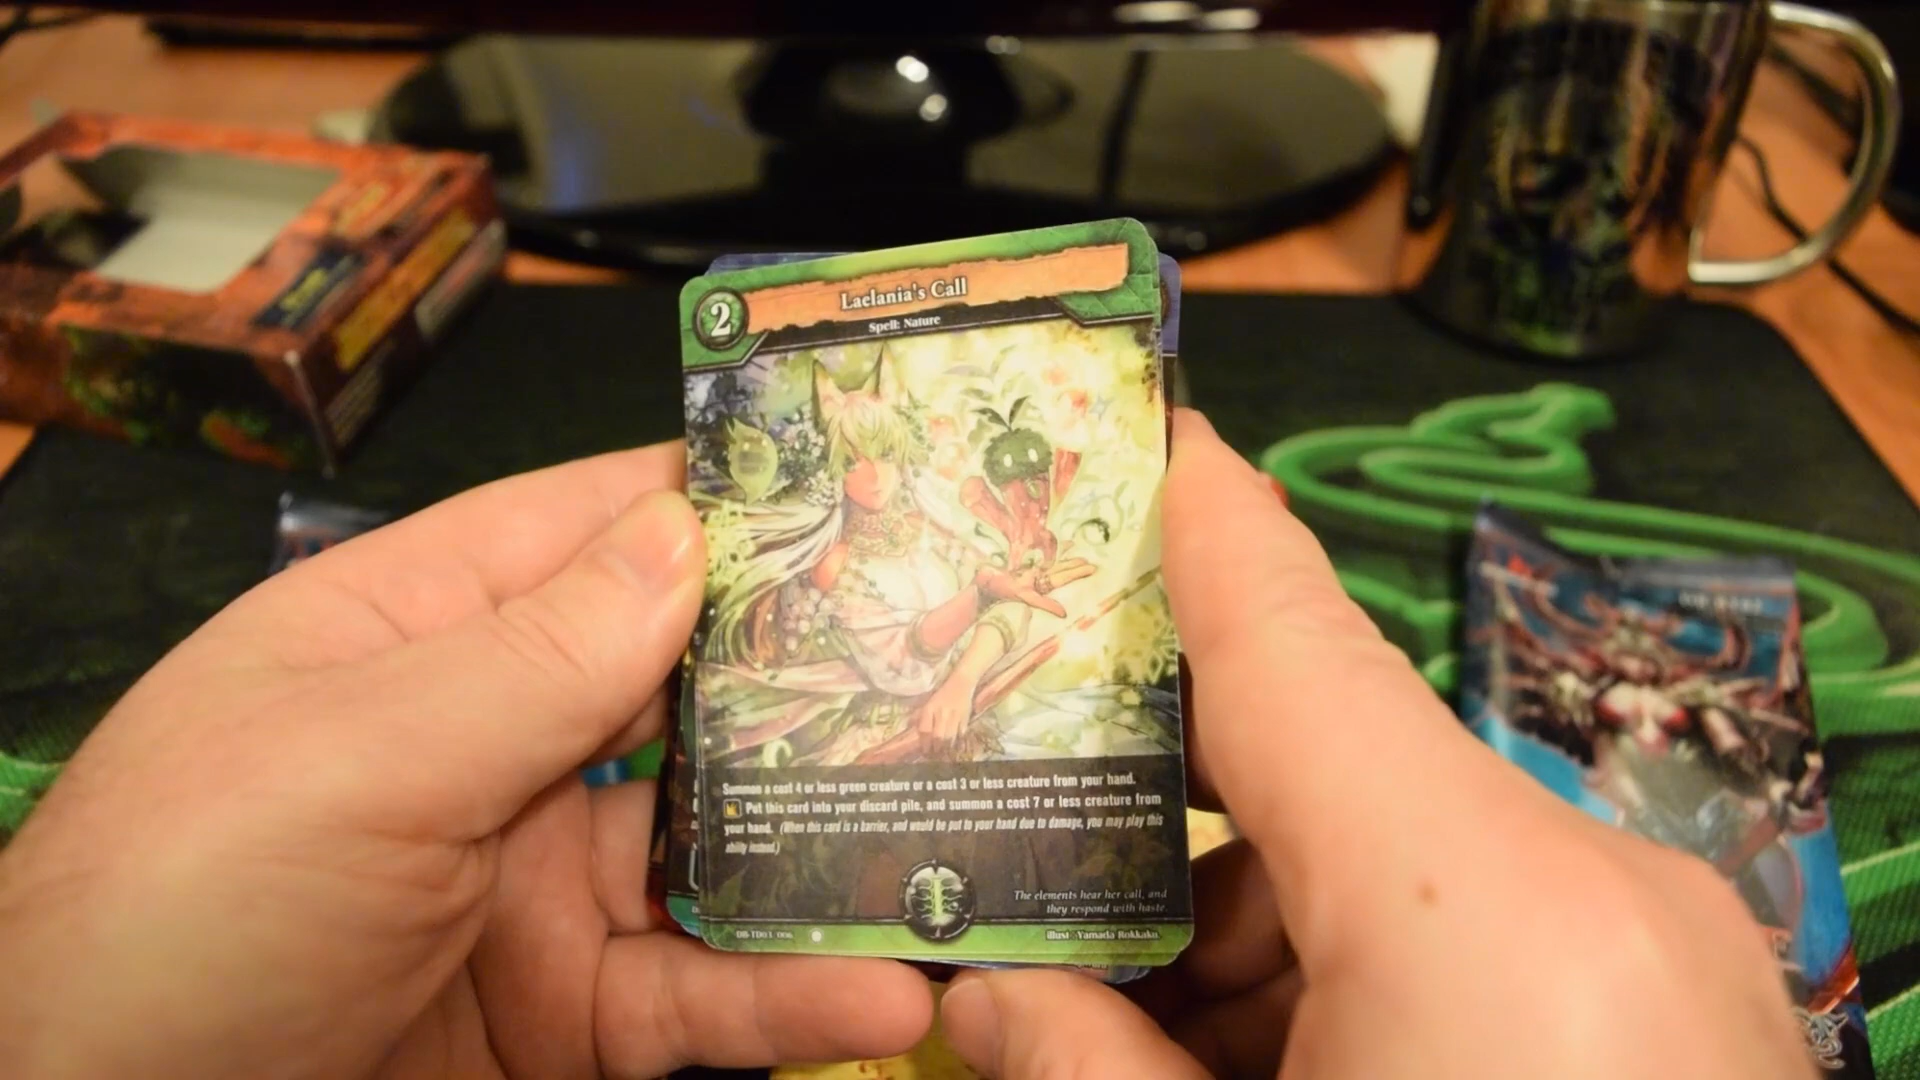 Laelania's Call
2
Spell: Nature
Summon a cost 4 or less green creature or a cost 3 or less creature from your hand.
Put this card into your discard pile, and summon a cost 7 or less creature from
your hand. (When this card is a barrier, and would be put to your hand due to damage, you may play this
ability instead.)
The elements hear her call, and
they respond with haste.
illust Yamada Rokkaku